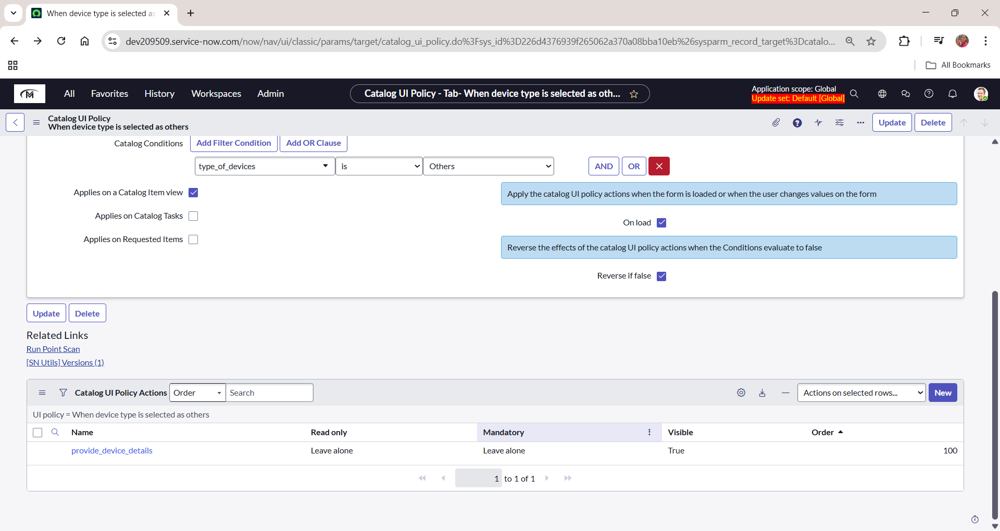 When device type is selected as
dev209509.service-now.com/now/nav/ui/classic/params/target/catalog_ui_policy.do%3Fsys_id%3D226d4376939f265062a370a08bba10eb%26sysparm_record_target%3Dcatalo...
All Bookmarks
M
All
Favorites
History
Workspaces
Admin
Catalog UI Policy - Tab- When device type is selected as oth...
Application scope: Global
Update set: Default [Global]
Catalog UI Policy
When device type is selected as others
Update
Delete
Catalog Conditions
Add Filter Condition
Add OR Clause
type_of_devices
is
Others
AND
OR
Applies on a Catalog Item view
Apply the catalog UI policy actions when the form is loaded or when the user changes values on the form
Applies on Catalog Tasks
On load
Applies on Requested Items
Reverse the effects of the catalog UI policy actions when the Conditions evaluate to false
Reverse if false
Update
Delete
Related Links
Run Point Scan
[SN Utils] Versions (1)
Catalog UI Policy Actions
Order
Search
Actions on selected rows...
New
UI policy = When device type is selected as others
Name
Read only
Mandatory
Visible
Order
provide_device_details
Leave alone
Leave alone
True
100
1 to 1 of 1